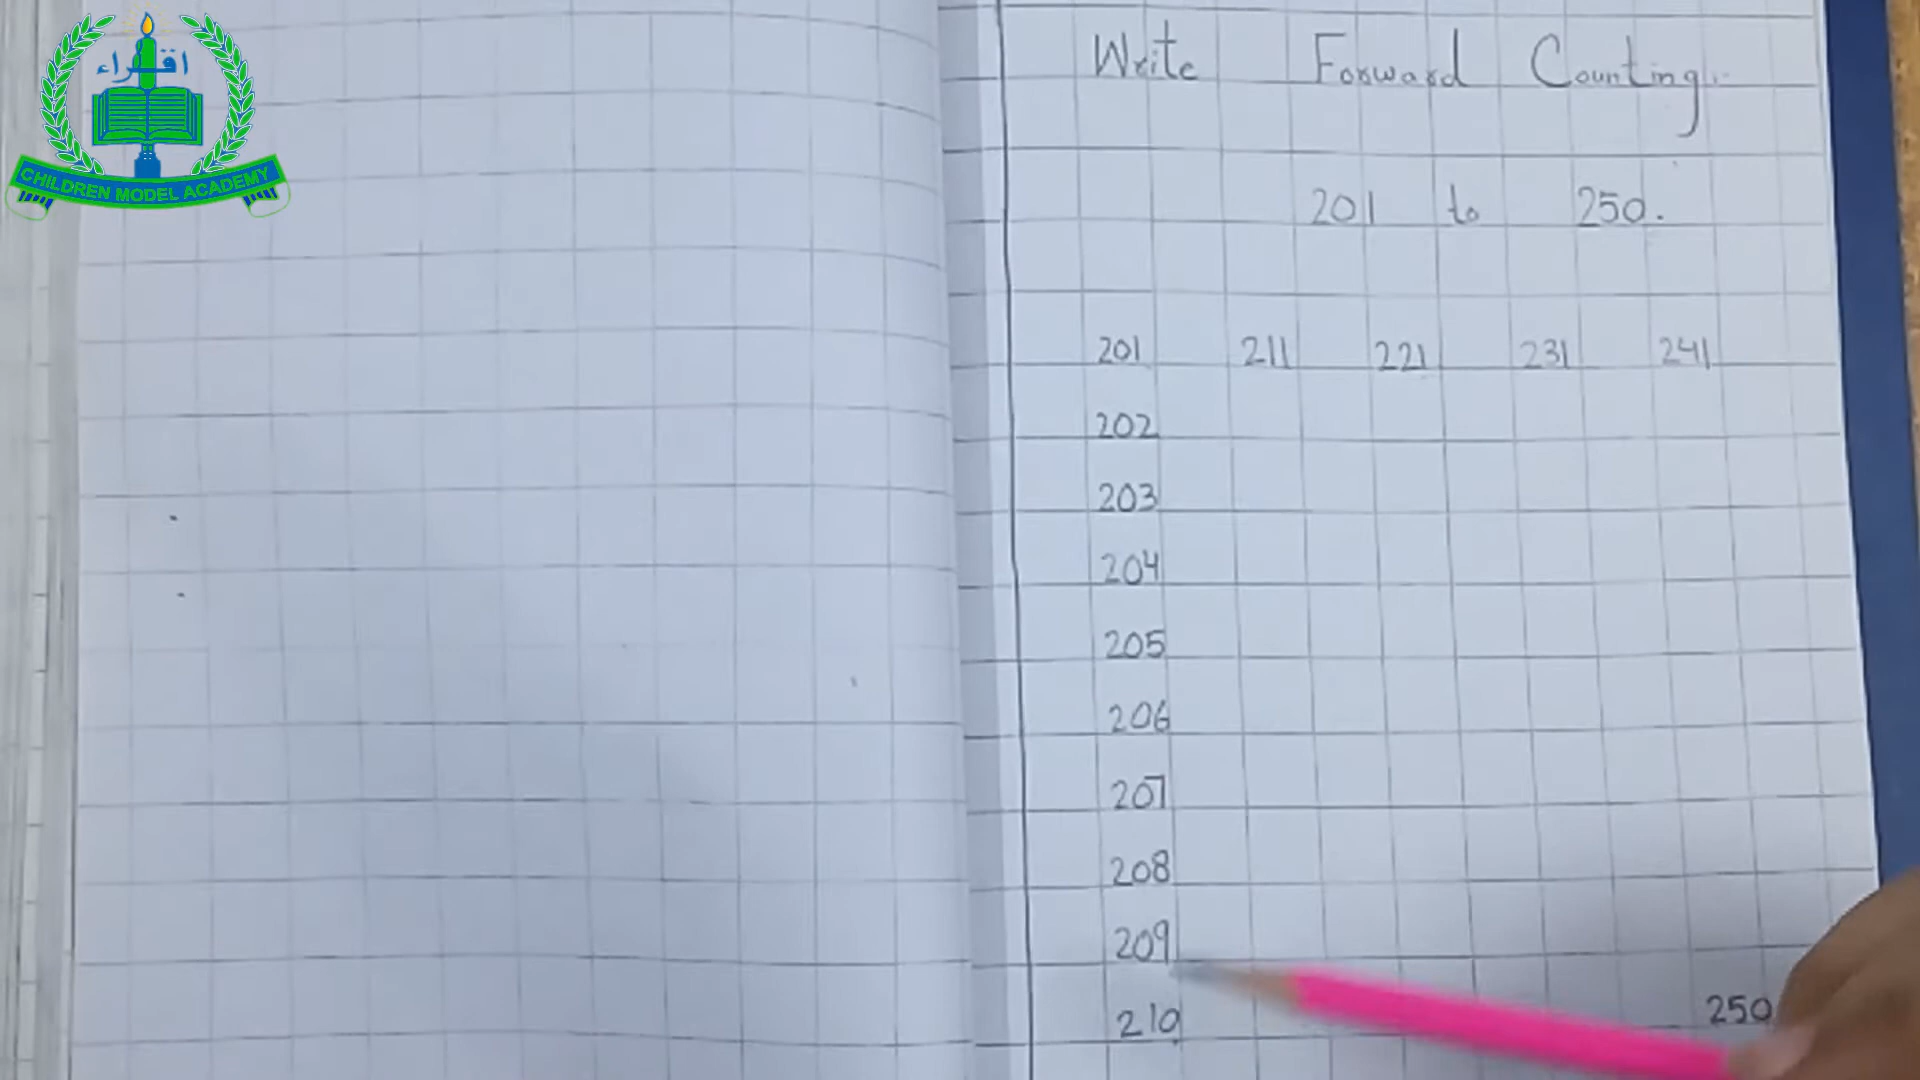 اقراء
CHILDREN MODEL ACADEMY
Write Forward Counting.
201 to 250.
201 211 221 231 241
202
203
204
205
206
207
208
209
210 250